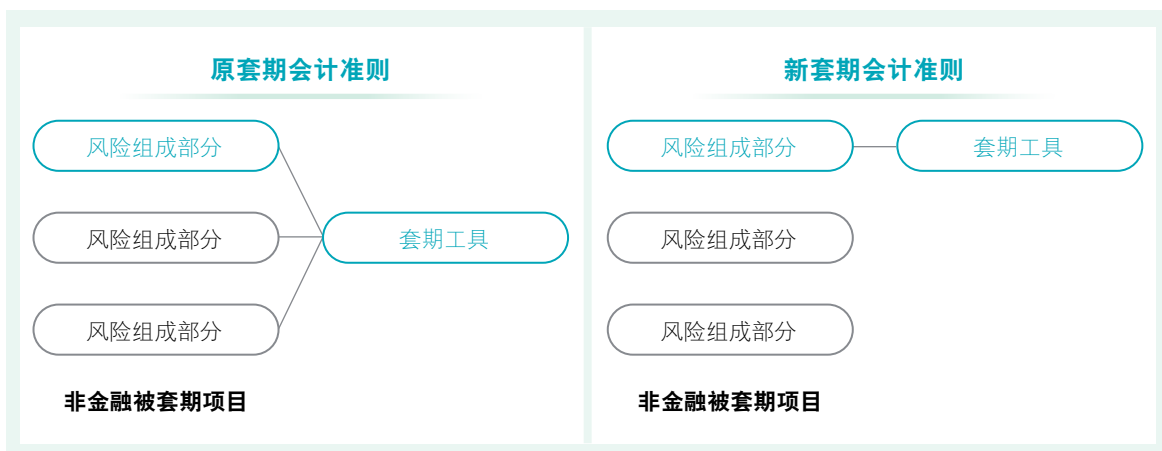 原套期会计准则
风险组成部分
风险组成部分
套期工具
风险组成部分
非金融被套期项目
新套期会计准则
风险组成部分
套期工具
风险组成部分
风险组成部分
非金融被套期项目